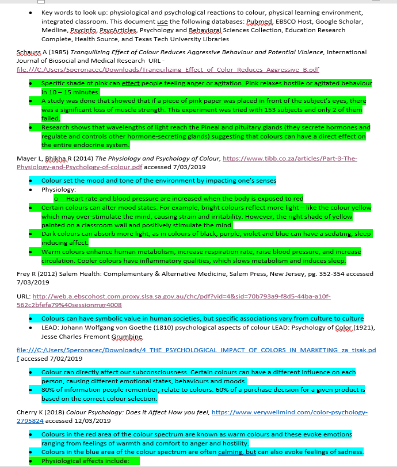 • Key words to look up: physiological and psychological reactions to colour, physical learning environment,
integrated classroom. This document use the following databases: Pubmed, EBSCO Host, Google Scholar,
Medline, PsycInfo, PsycArticles, Psychology and Behavioral Sciences Collection, Education Research
Complete, Health Source, and Texas Tech University Libraries
Schauss A (1985) Tranquilizing Effect of Colour Reduces Aggressive Behaviour and Potential Violence, International
Journal of Biosocial and Medical Research URL
file:///C:/Users/Speronacer/Downloads/Tranquilizing_Effect_of_Color_Reduces_Aggressive_B.pdf
• Specific shade of pink can effect people feeling anger or agitation. Pink relaxes hostile or agitated behaviour
in 10 – 15 minutes.
• A study was done that showed that if a piece of pink paper was placed in front of the subject's eyes, there
was a significant loss of muscle strength. This experiment was tried with 153 subjects and only 2 of them
failed.
• Research shows that wavelengths of light reach the Pineal and pituitary glands (they secrete hormones and
regulate and controls other hormone-secreting glands) suggesting that colours can have a direct effect on
the entire endocrine system.
Mayer L, Bhikha R (2014) The Physiology and Psychology of Colour, https://www.tibb.co.za/articles/Part-3-The-
Physiology-and-Psychology-of-colour.pdf accessed 7/03/2019
• Colour set the mood and tone of the environment by impacting one's senses
• Physiology:
o Heart rate and blood pressure are increased when the body is exposed to red
• Certain colours can alter mood states. For example, bright colours reflect more light – like the colour yellow
which may over stimulate the mind, causing strain and irritability. However, the right shade of yellow
painted on a classroom wall and positively stimulate the mind.
• Dark colours can absorb more light, as in colours of black, purple, violet and blue can have a sedating, sleep
inducing affect.
• Warm colours enhance human metabolism, increases respiration rate, raise blood pressure, and increase
circulation. Cooler colours have inflammatory qualities, which slows metabolism and induces sleep.
Frey R (2012) Salem Health: Complementary & Alternative Medicine, Salem Press, New Jersey, pg. 352-354 accessed
7/03/2019
URL: http://web.a.ebscohost.com.proxy.slsa.sa.gov.au/ehc/pdf?vid=4&sid=70b793a9-f8d5-44ba-a10f-
562c2bfefa79%40sessionmgr4008
• Colours can have symbolic value in human societies, but specific associations vary from culture to culture
• LEAD: Johann Wolfgang von Goethe (1810) psychological aspects of colour LEAD: Psychology of Color (1921),
Jesse Charles Fremont Grumbine.
file:///C:/Users/Speronacer/Downloads/4_THE_PSYCHOLOGICAL_IMPACT_OF_COLORS_IN_MARKETING_za_tisak.pd
f accessed 7/02/2019
• Colour can directly affect our subconsciousness. Certain colours can have a different influence on each
person, causing different emotional states, behaviours and moods.
• 80% of information people remember, relate to colours. 60% of a purchase decision for a given product is
based on the correct colour selection.
Cherry K (2018) Colour Psychology: Does It Affect How you feel, https://www.verywellmind.com/color-psychology-
2795824 accessed 12/03/2019
• Colours in the red area of the colour spectrum are known as warm colours and these evoke emotions
ranging from feelings of warmth and comfort to anger and hostility.
• Colours in the blue area of the colour spectrum are often calming, but can also evoke feelings of sadness.
• Physiological effects include: